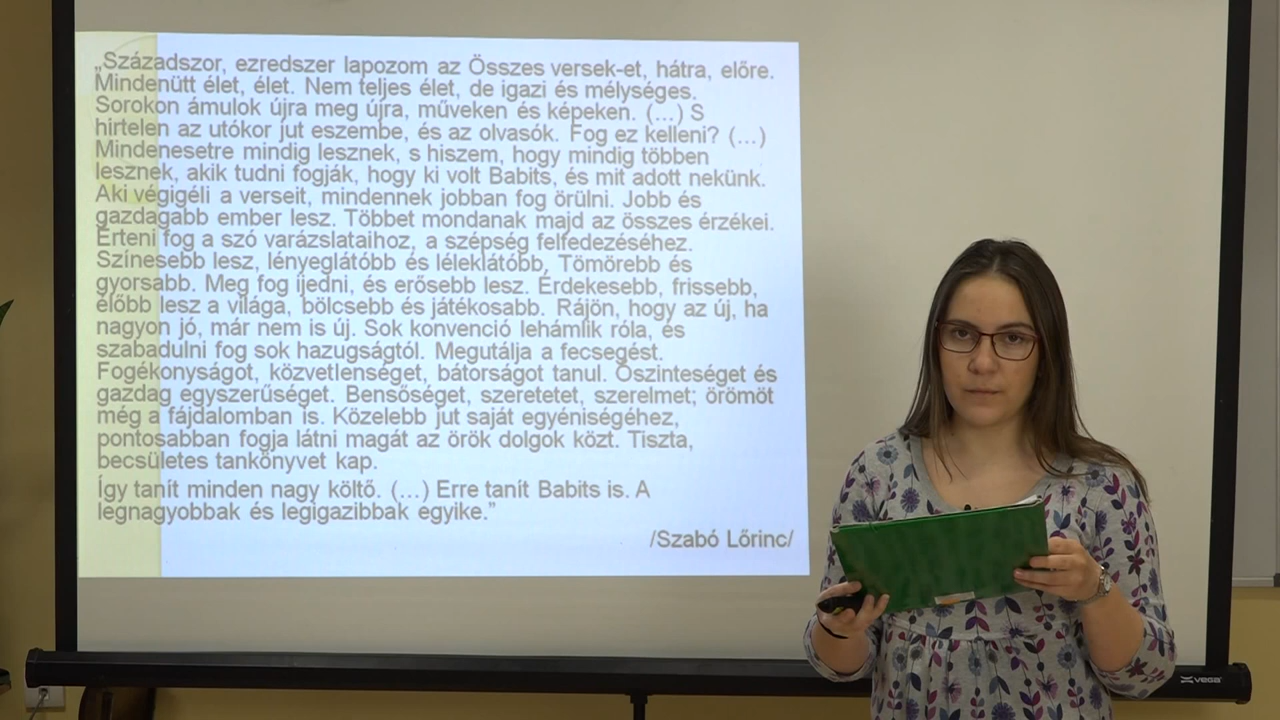 „Századszor, ezredszer lapozom az Összes versek-et, hátra, előre.
Mindenütt élet, élet. Nem teljes élet, de igazi és mélységes.
Sorokon ámulok újra meg újra, műveken és képeken. (…) S
hirtelen az utókor jut eszembe, és az olvasók. Fog ez kelleni? (…)
Mindenesetre mindig lesznek, s hiszem, hogy mindig többen
lesznek, akik tudni fogják, hogy ki volt Babits, és mit adott nekünk.
Aki végigéli a verseit, mindennek jobban fog örülni. Jobb és
gazdagabb ember lesz. Többet mondanak majd az összes érzékei.
Érteni fog a szó varázslataihoz, a szépség felfedezéséhez.
Színesebb lesz, lényeglátóbb és léleklátóbb, Tömörebb és
gyorsabb. Meg fog ijedni, és erősebb lesz. Érdekesebb, frissebb,
előbb lesz a világa, bölcsebb és játékosabb. Rájön, hogy az új, ha
nagyon jó, már nem is új. Sok konvenció lehámlik róla, és
szabadulni fog sok hazugságtól. Megutálja a fecsegést.
Fogékonyságot, közvetlenséget, bátorságot tanul. Őszinteséget és
gazdag egyszerűséget. Bensőséget, szeretetet, szerelmet; örömöt
még a fájdalomban is. Közelebb jut saját egyéniségéhez,
pontosabban fogja látni magát az örök dolgok közt. Tiszta,
becsületes tankönyvet kap.
Így tanít minden nagy költő. (…) Erre tanít Babits is. A
legnagyobbak és legigazibbak egyike.”
/Szabó Lőrinc/
VEGA